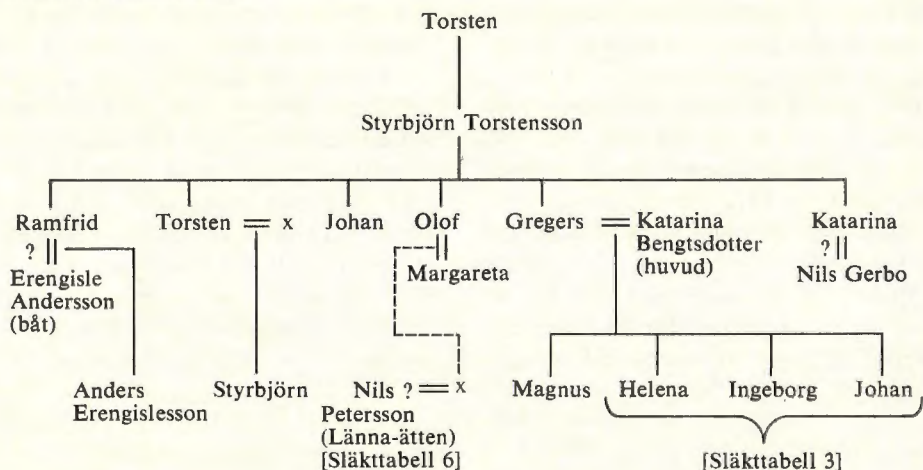 Torsten
Styrbjörn Torstensson
Ramfrid
? ||
Erengisle
Andersson
(båt)
Torsten = x
Johan
Olof
||
Margareta
Gregers = Katarina
Bengtsdotter
(huvud)
Katarina
? ||
Nils Gerbo
Anders
Erengislesson
Styrbjörn
Nils ? = x
Petersson
(Länna-ätten)
[Släkttabell 6]
Magnus
Helena
Ingeborg
Johan
[Släkttabell 3]